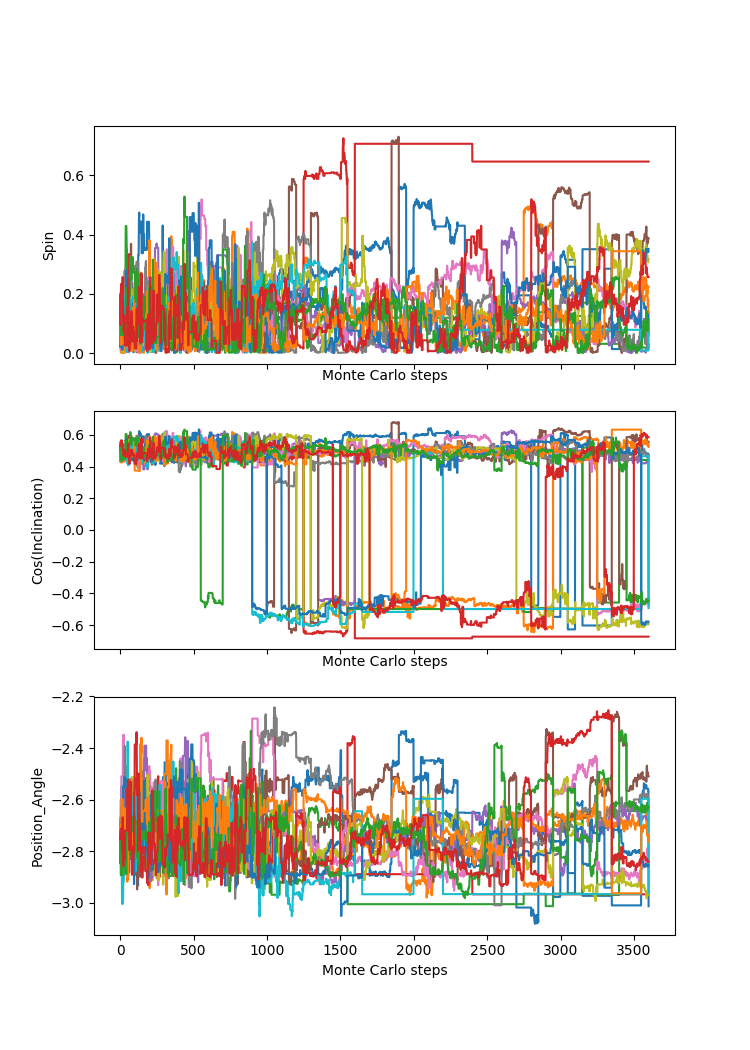 0.6
0.4
0.2
0.0
Spin
Monte Carlo steps
0.6
0.4
0.2
0.0
−0.2
−0.4
−0.6
Cos(Inclination)
Monte Carlo steps
−2.2
−2.4
−2.6
−2.8
−3.0
Position_Angle
0 500 1000 1500 2000 2500 3000 3500
Monte Carlo steps